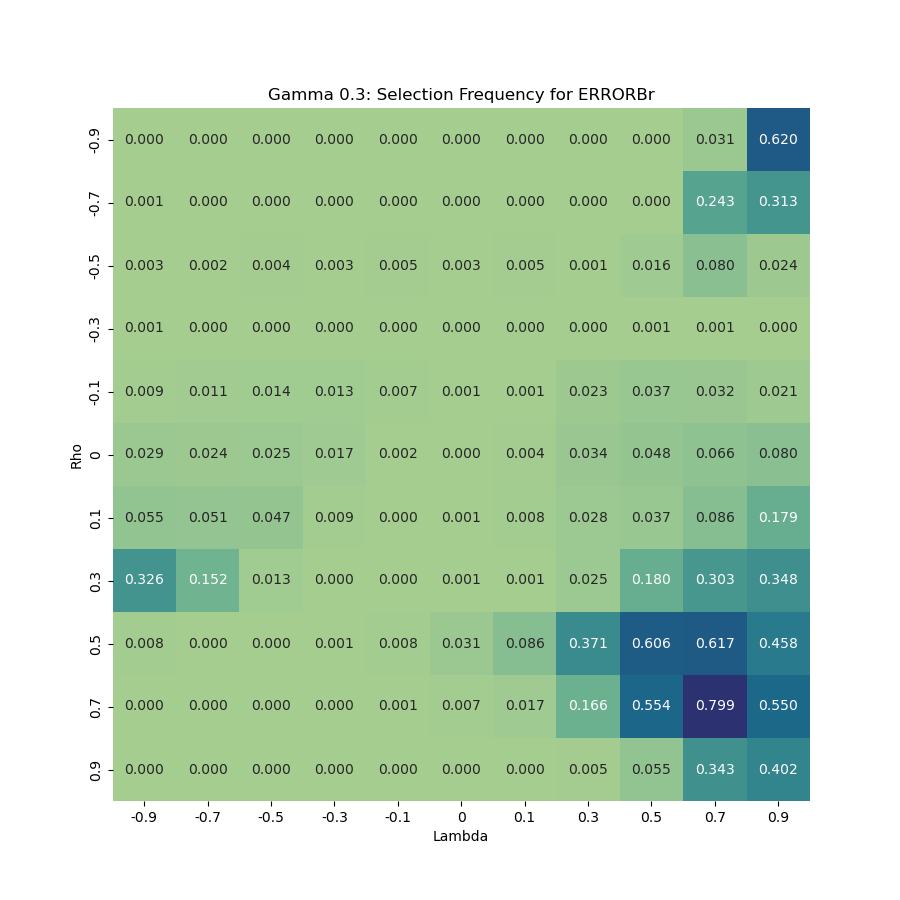 Gamma 0.3: Selection Frequency for ERRORBr
-0.9 0.000 0.000 0.000 0.000 0.000 0.000 0.000 0.000 0.000 0.031 0.620
-0.7 0.001 0.000 0.000 0.000 0.000 0.000 0.000 0.000 0.000 0.243 0.313
-0.5 0.003 0.002 0.004 0.003 0.005 0.003 0.005 0.001 0.016 0.080 0.024
-0.3 0.001 0.000 0.000 0.000 0.000 0.000 0.000 0.000 0.001 0.001 0.000
-0.1 0.009 0.011 0.014 0.013 0.007 0.001 0.001 0.023 0.037 0.032 0.021
Rho
0 0.029 0.024 0.025 0.017 0.002 0.000 0.004 0.034 0.048 0.066 0.080
0.1 0.055 0.051 0.047 0.009 0.000 0.001 0.008 0.028 0.037 0.086 0.179
0.3 0.326 0.152 0.013 0.000 0.000 0.001 0.001 0.025 0.180 0.303 0.348
0.5 0.008 0.000 0.000 0.001 0.008 0.031 0.086 0.371 0.606 0.617 0.458
0.7 0.000 0.000 0.000 0.000 0.001 0.007 0.017 0.166 0.554 0.799 0.550
0.9 0.000 0.000 0.000 0.000 0.000 0.000 0.000 0.005 0.055 0.343 0.402
-0.9 -0.7 -0.5 -0.3 -0.1 0 0.1 0.3 0.5 0.7 0.9
Lambda